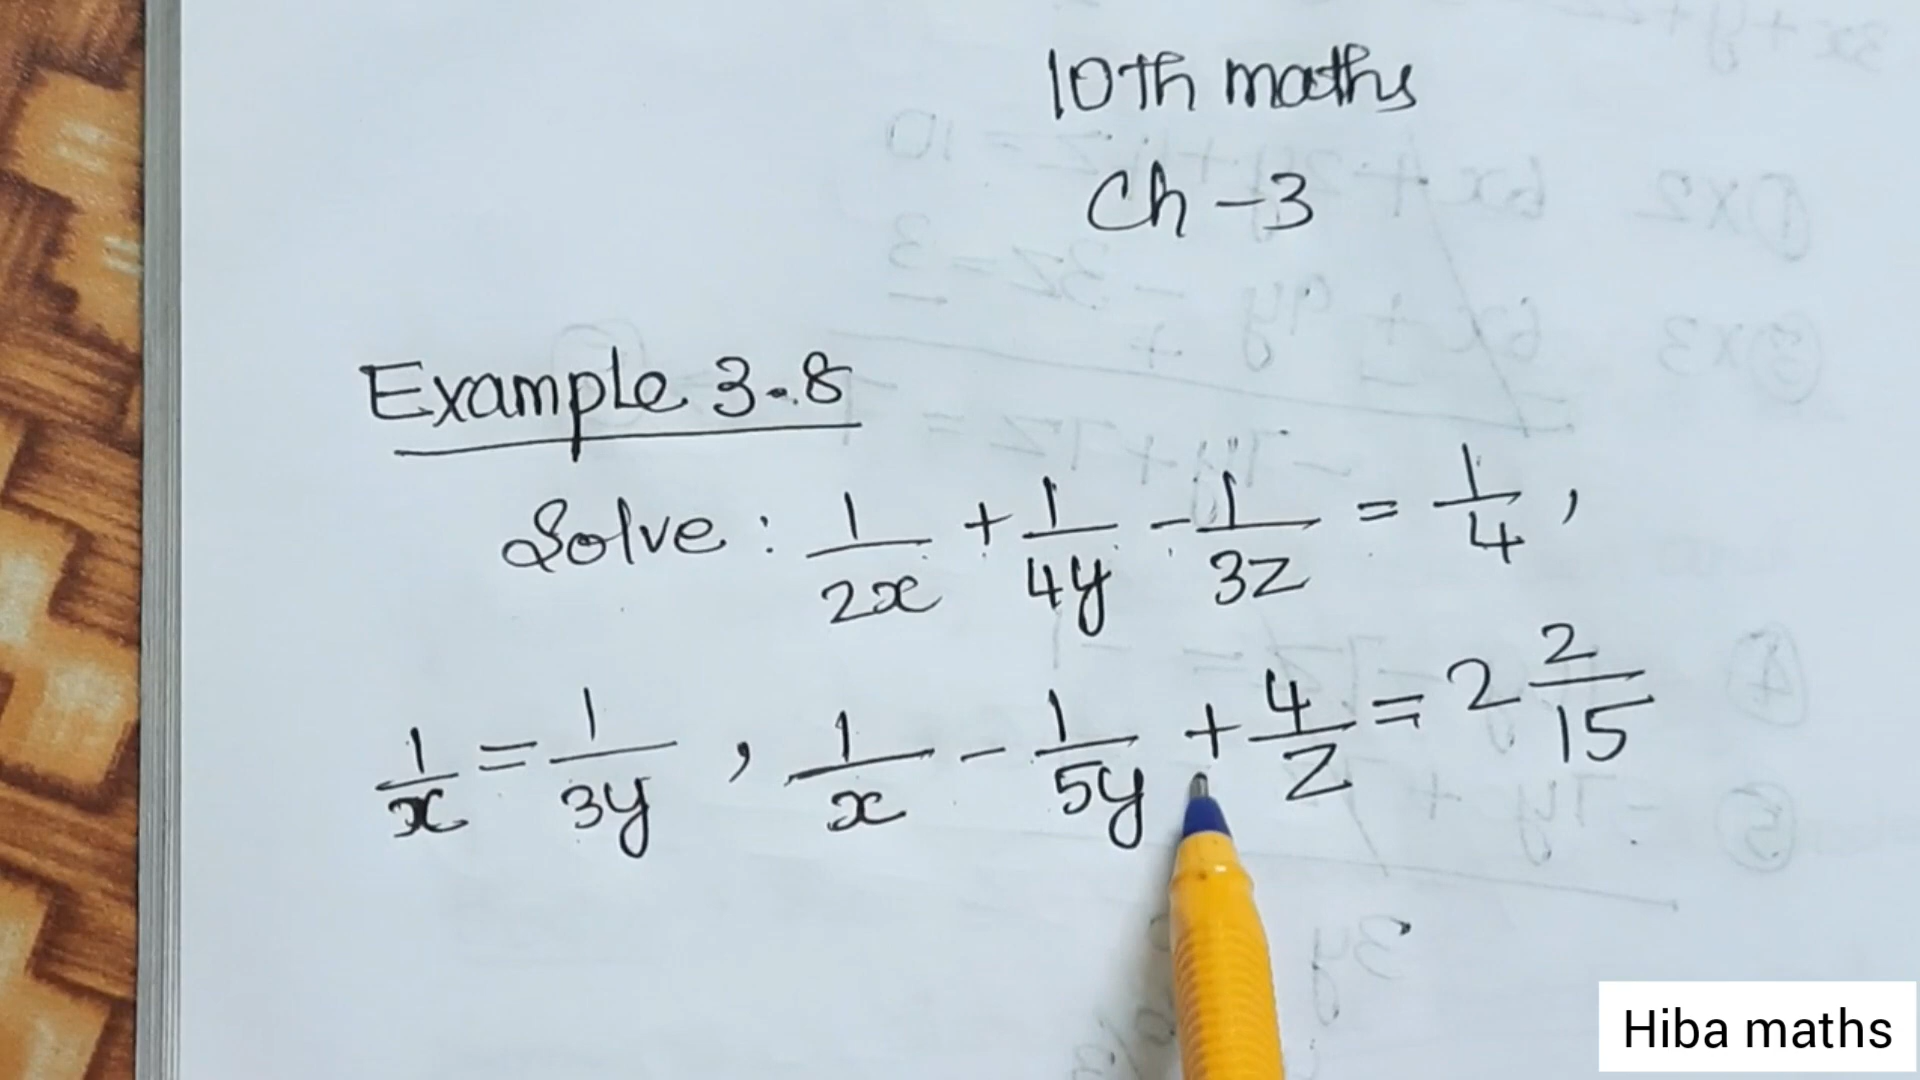 10th maths
Ch - 3
Example 3.8
Solve : 1/2x + 1/4y - 1/3z = 1/4 ,
1/x = 1/3y , 1/x - 1/5y + 4/z = 2 2/15
Hiba maths